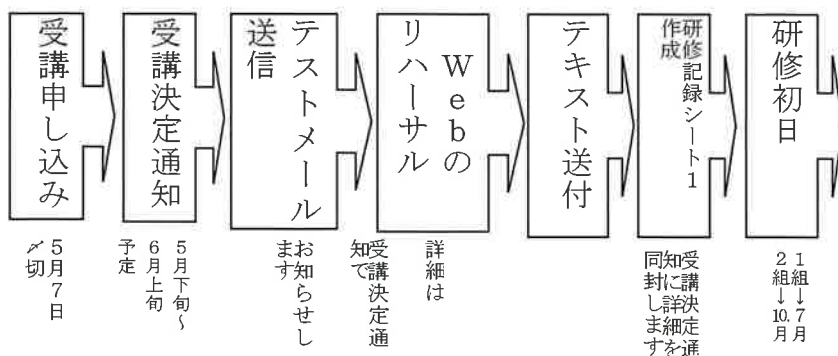 受講申し込み
5月7日
〆切
受講決定通知
5月下旬～
6月上旬
予定
テストメール
送信
Webの
リハーサル
詳細は
受講決定通
知で
お知らせし
ます
テキスト送付
研修記録シート1
作成
受講決定通
知に詳細を
同封します
研修初日
1組→7月
2組→10月